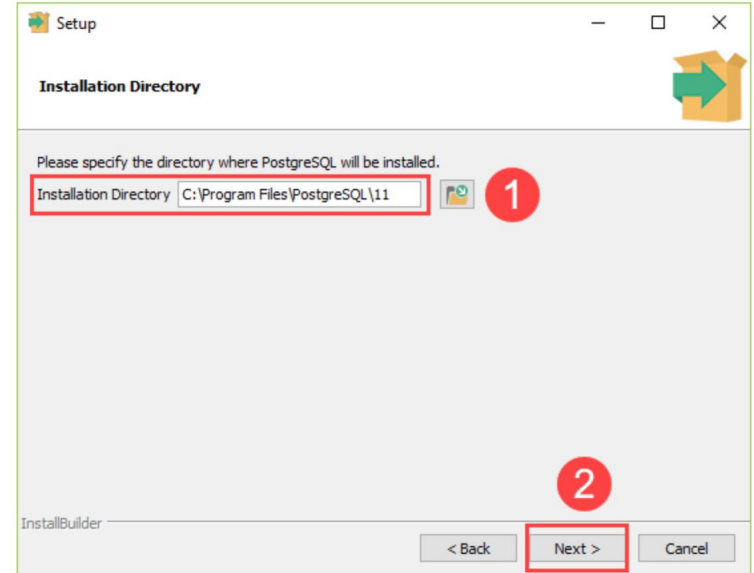 Setup
Installation Directory
Please specify the directory where PostgreSQL will be installed.
Installation Directory C:\Program Files\PostgreSQL\11
1
2
InstallBuilder
< Back Next > Cancel